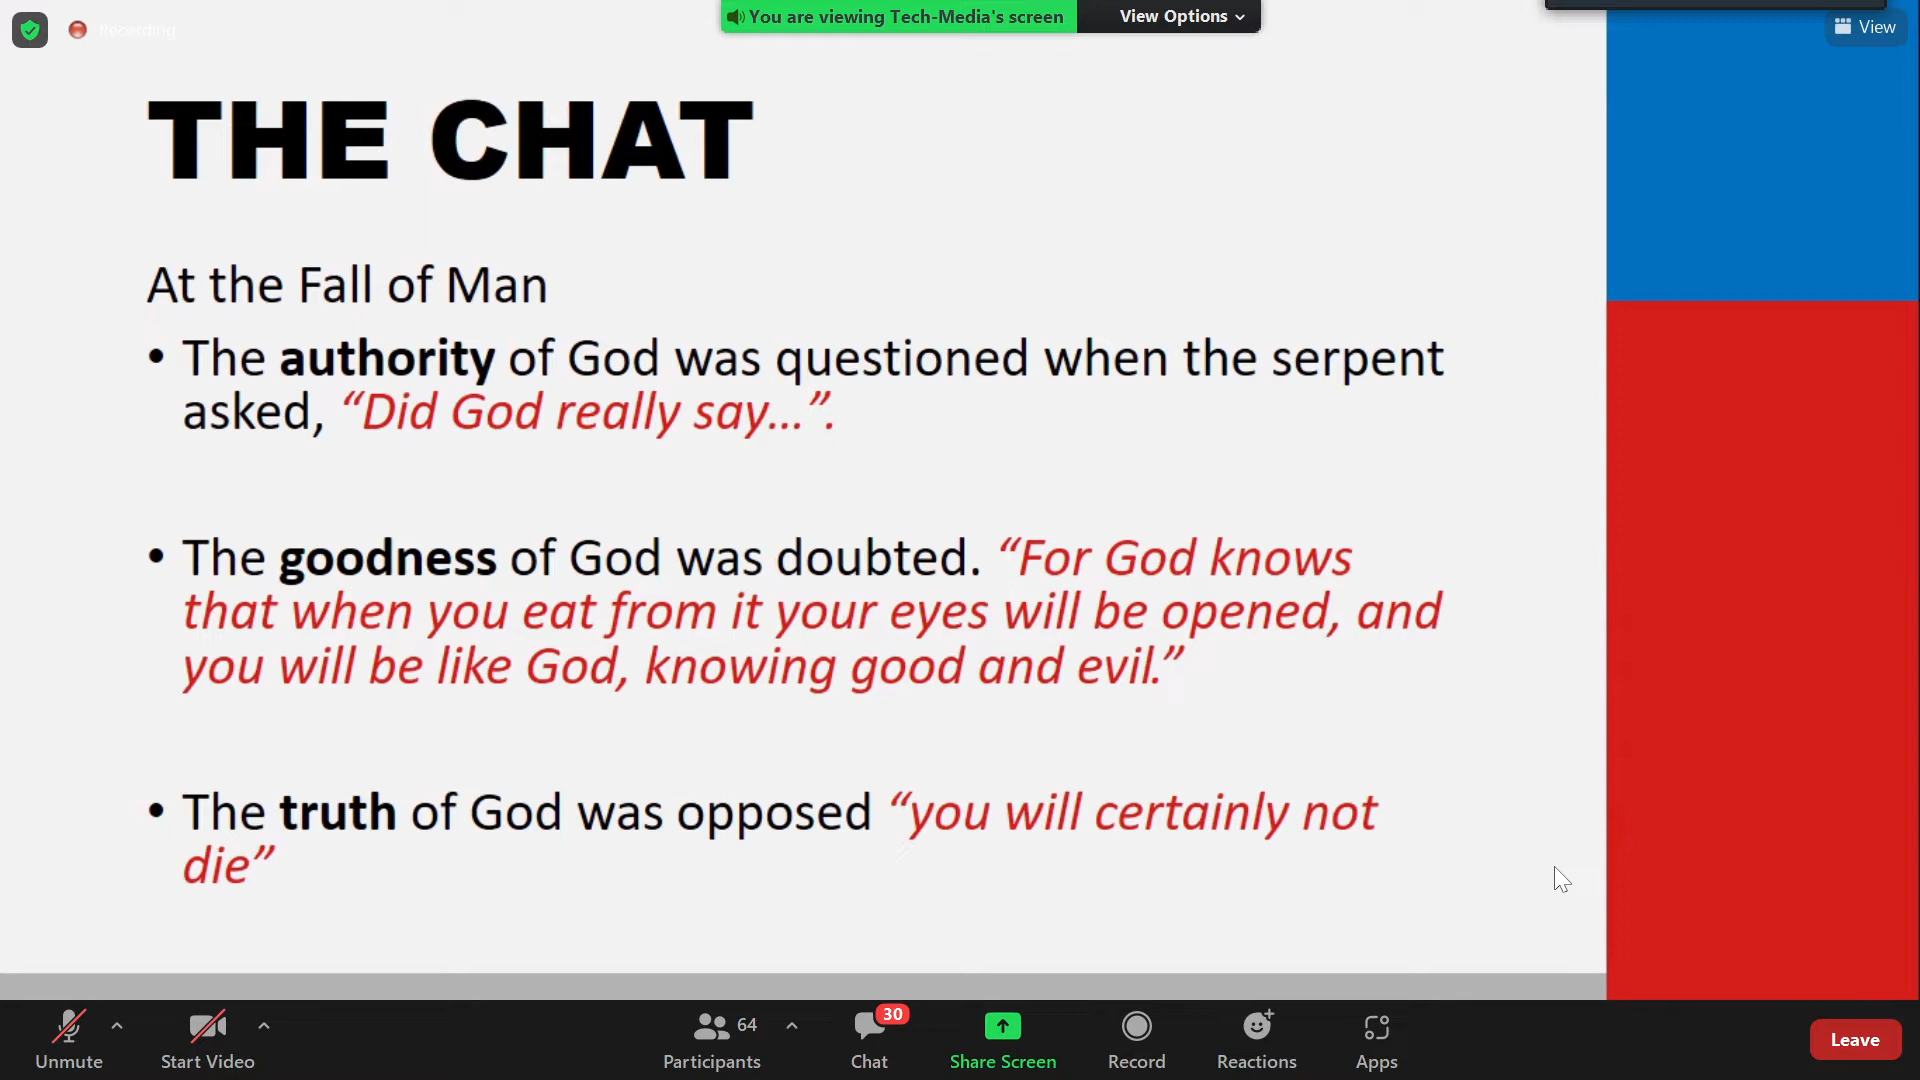 Recording
You are viewing Tech-Media's screen
View Options
View
THE CHAT
At the Fall of Man
• The authority of God was questioned when the serpent
asked, “Did God really say...”.
• The goodness of God was doubted. “For God knows
that when you eat from it your eyes will be opened, and
you will be like God, knowing good and evil.”
• The truth of God was opposed “you will certainly not
die”
64
30
Unmute
Start Video
Participants
Chat
Share Screen
Record
Reactions
Apps
Leave